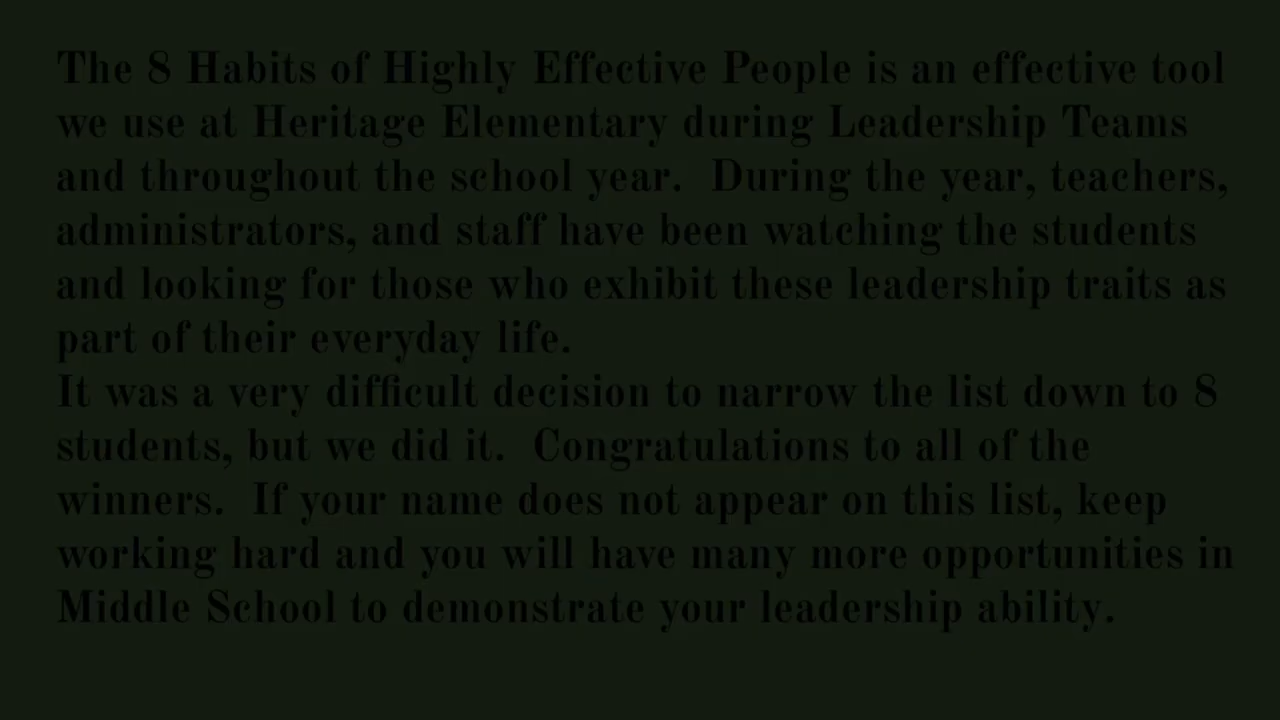 The 8 Habits of Highly Effective People is an effective tool
we use at Heritage Elementary during Leadership Teams
and throughout the school year.  During the year, teachers,
administrators, and staff have been watching the students
and looking for those who exhibit these leadership traits as
part of their everyday life.
It was a very difficult decision to narrow the list down to 8
students, but we did it.  Congratulations to all of the
winners.  If your name does not appear on this list, keep
working hard and you will have many more opportunities in
Middle School to demonstrate your leadership ability.